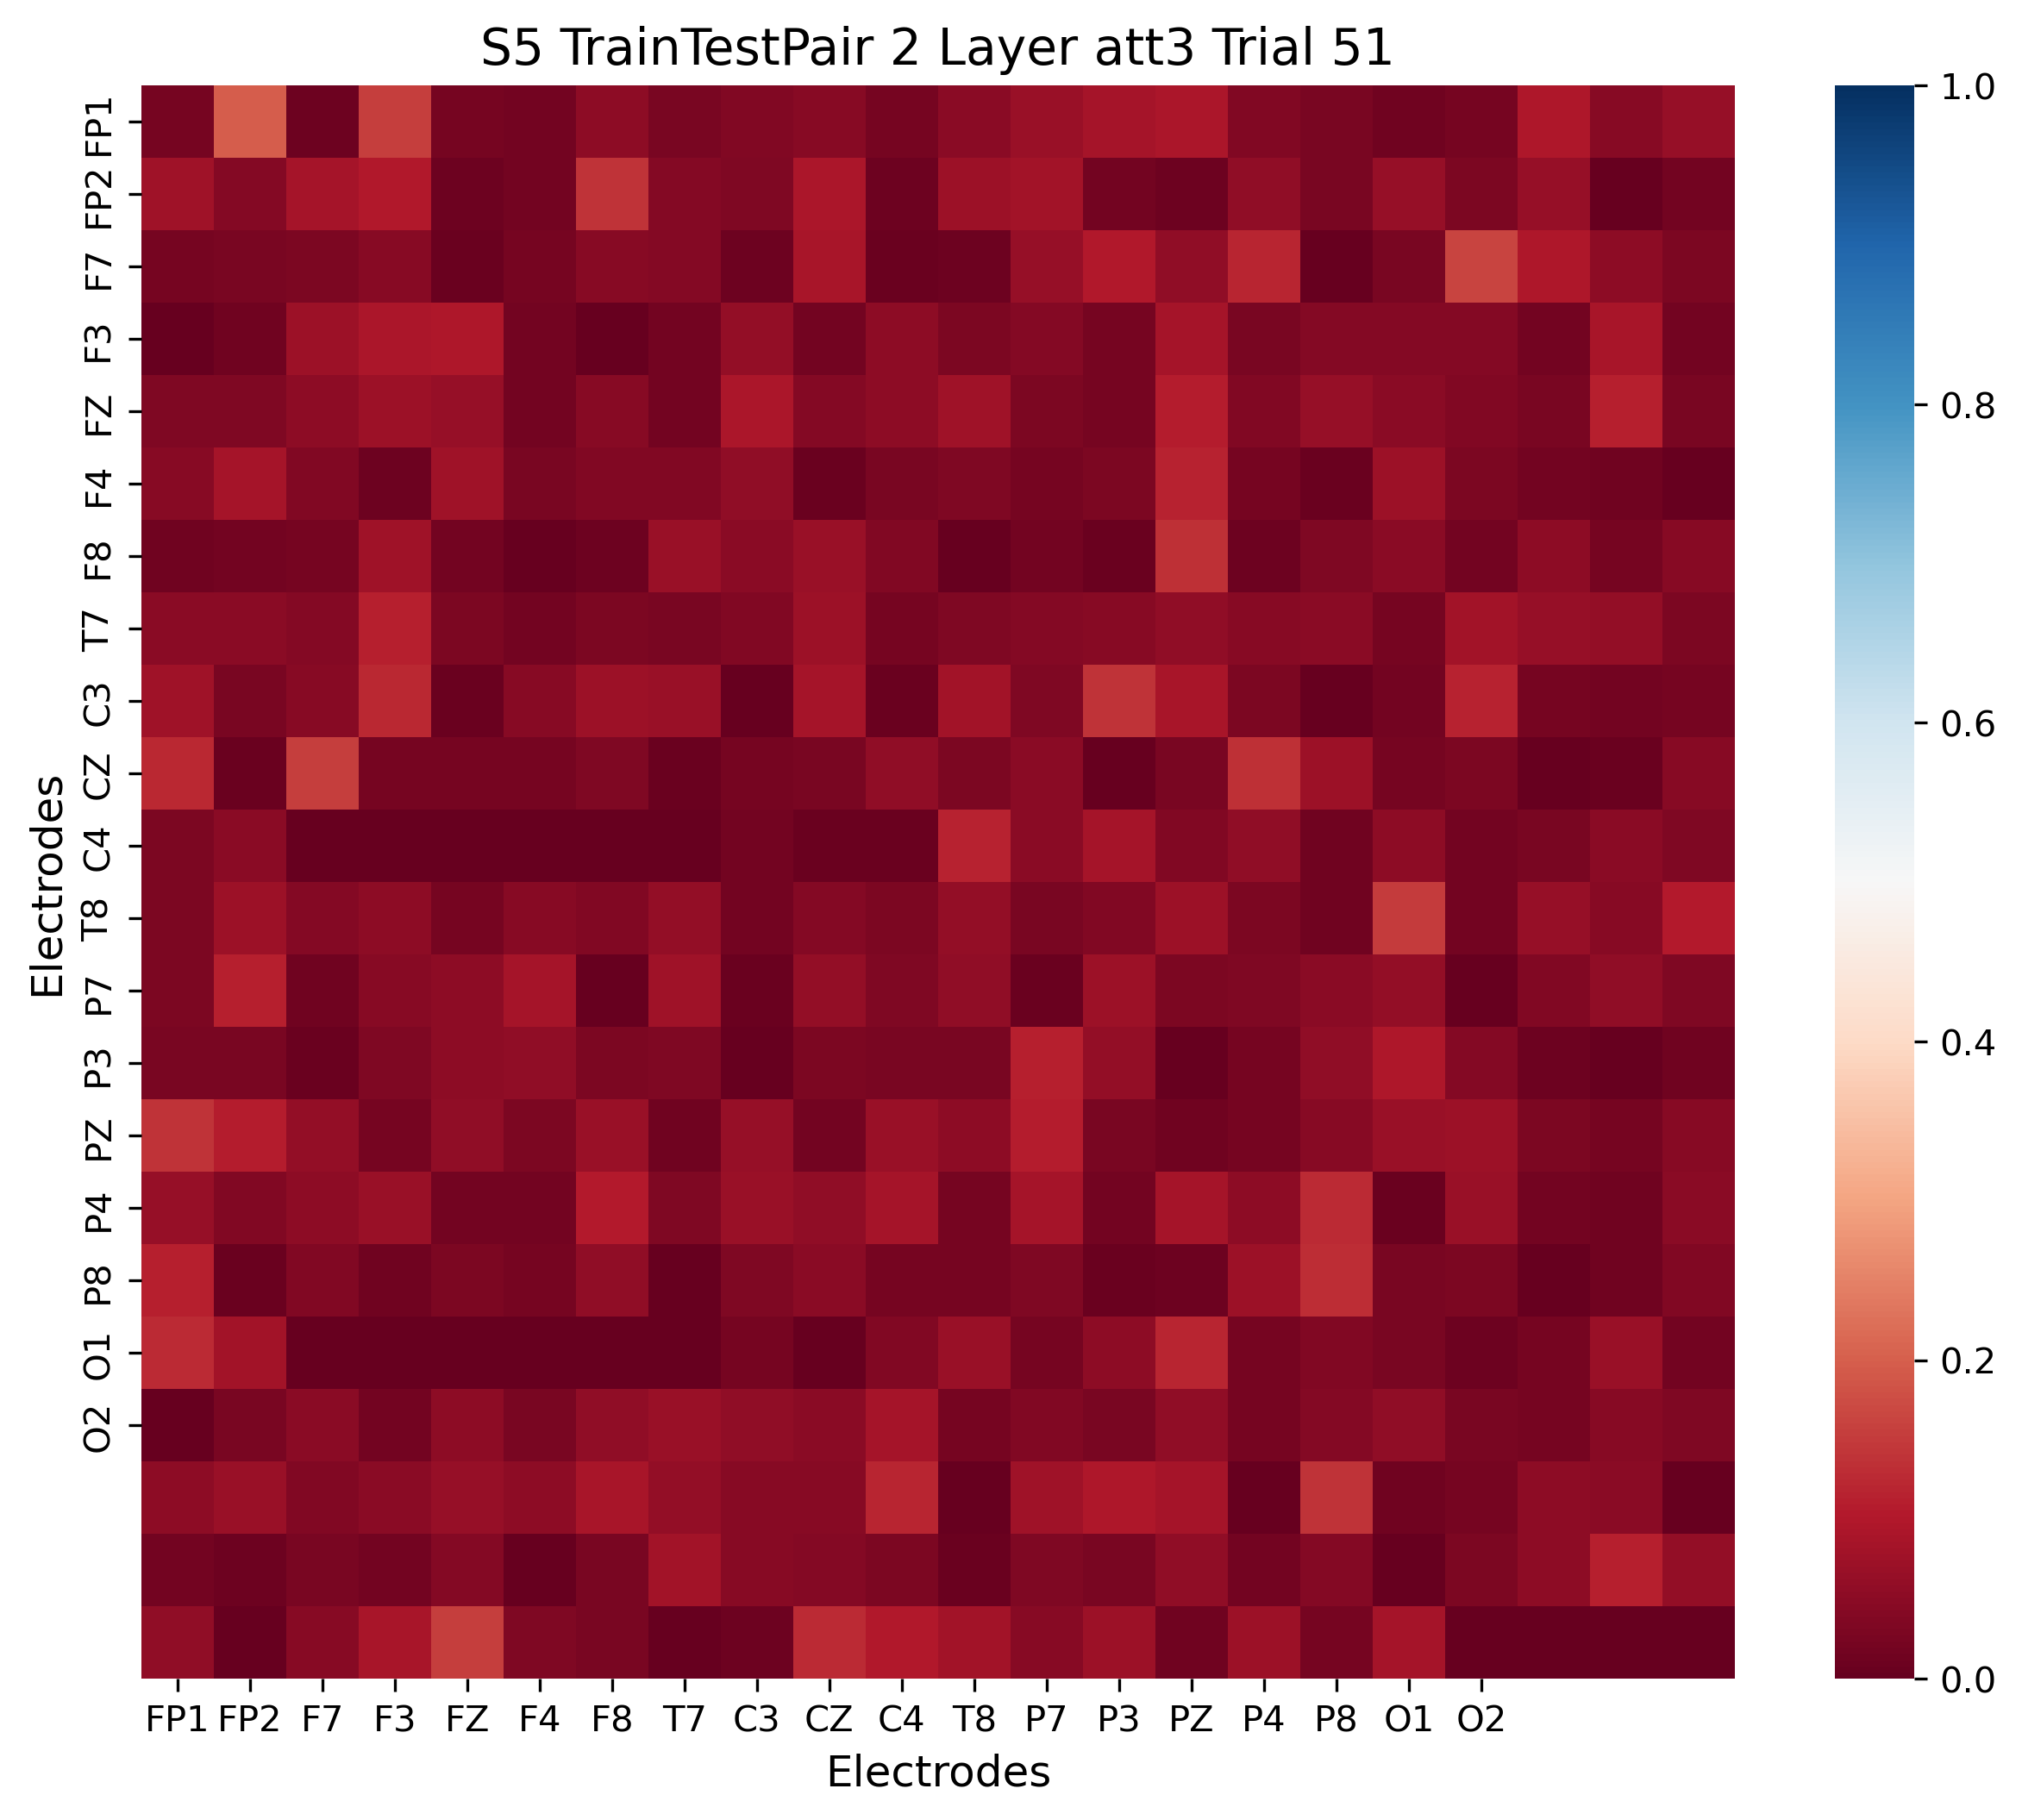 S5 TrainTestPair 2 Layer att3 Trial 51
Electrodes
FP1
FP2
F7
F3
FZ
F4
F8
T7
C3
CZ
C4
T8
P7
P3
PZ
P4
P8
O1
O2
FP1 FP2 F7 F3 FZ F4 F8 T7 C3 CZ C4 T8 P7 P3 PZ P4 P8 O1 O2
Electrodes
1.0
0.8
0.6
0.4
0.2
0.0